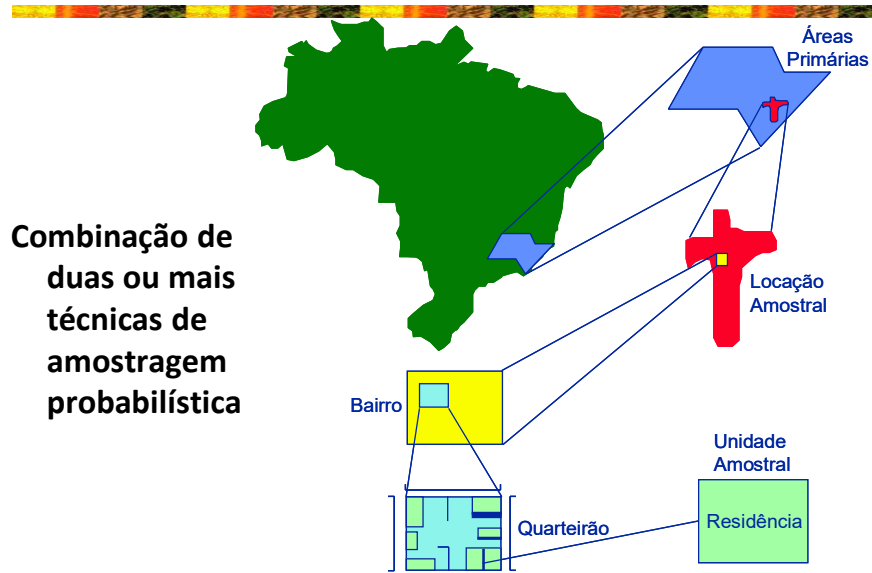 Combinação de
duas ou mais
técnicas de
amostragem
probabilística
Áreas
Primárias
Locação
Amostral
Bairro
Quarteirão
Unidade
Amostral
Residência